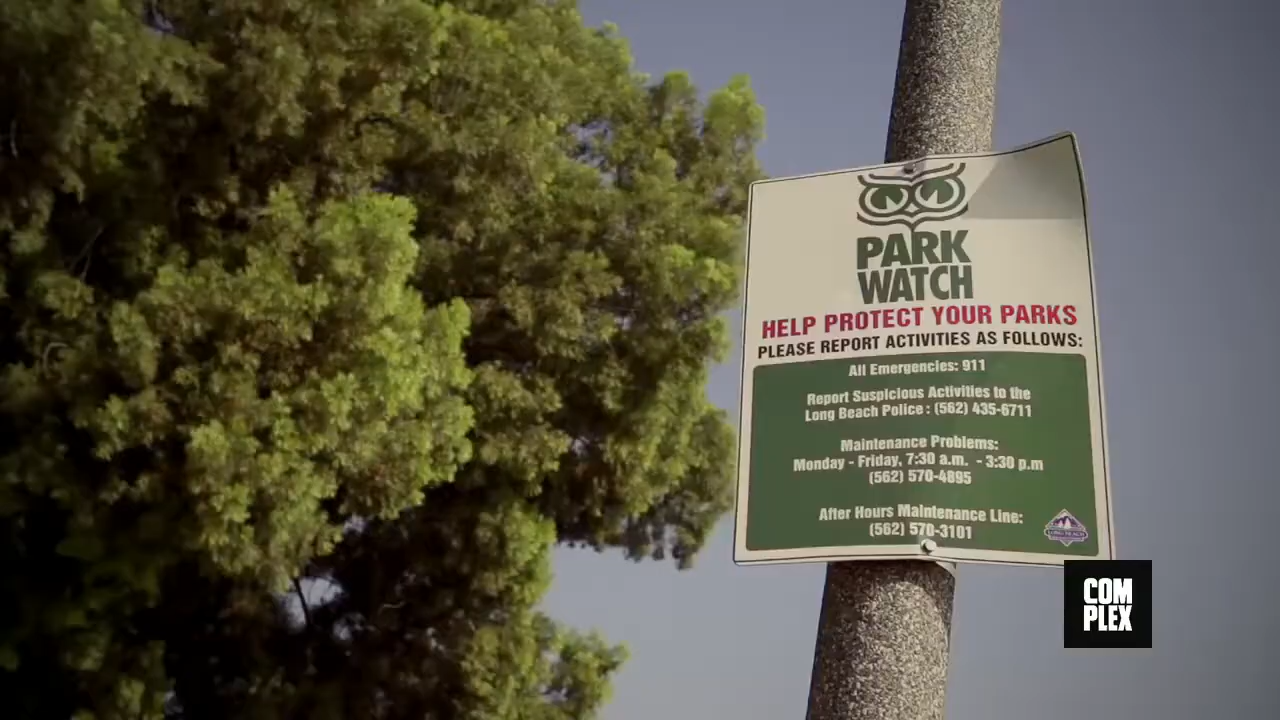 PARK
WATCH
HELP PROTECT YOUR PARKS
PLEASE REPORT ACTIVITIES AS FOLLOWS:
All Emergencies: 911
Report Suspicious Activities to the
Long Beach Police : (562) 435-6711
Maintenance Problems:
Monday - Friday, 7:30 a.m. - 3:30 p.m
(562) 570-4895
After Hours Maintenance Line:
(562) 570-3101
LONG BEACH
COM
PLEX